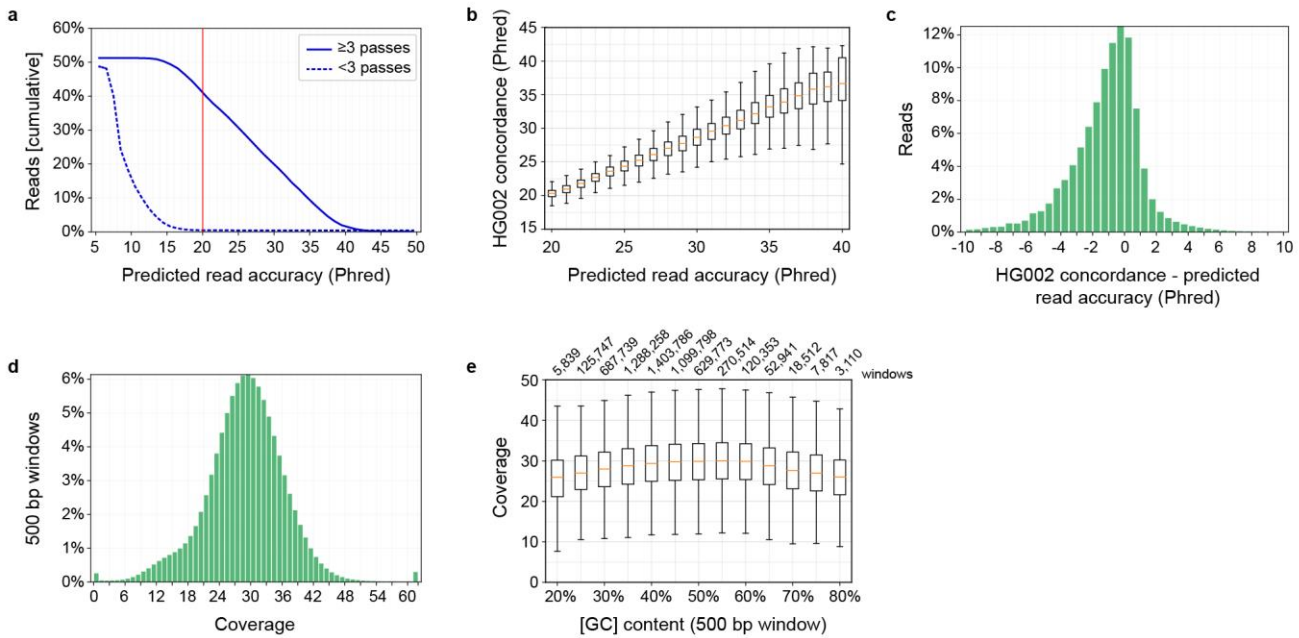 a
60%
50%
40%
30%
20%
10%
0%
Reads [cumulative]
≥3 passes
<3 passes
5 10 15 20 25 30 35 40 45 50
Predicted read accuracy (Phred)
b
45
40
35
30
25
20
15
HG002 concordance (Phred)
20 25 30 35 40
Predicted read accuracy (Phred)
c
12%
10%
8%
6%
4%
2%
0%
Reads
-10 -8 -6 -4 -2 0 2 4 6 8 10
HG002 concordance - predicted
read accuracy (Phred)
d
6%
5%
4%
3%
2%
1%
0%
500 bp windows
0 6 12 18 24 30 36 42 48 54 60
Coverage
e
5,839
125,747
687,739
1,288,258
1,403,786
1,099,798
629,773
270,514
120,353
52,941
18,512
7,817
3,110
windows
50
40
30
20
10
0
Coverage
20% 30% 40% 50% 60% 70% 80%
[GC] content (500 bp window)